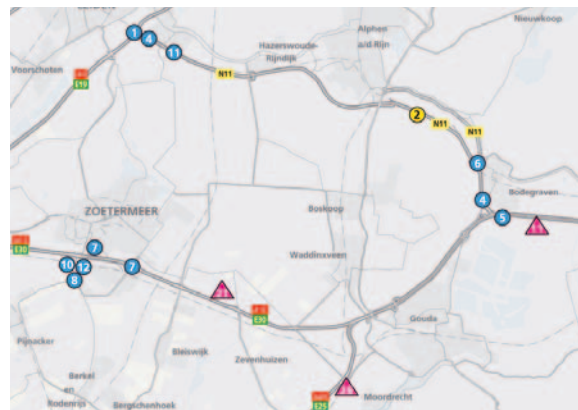 Nieuwkoop
Alphen
a/d Rijn
Hazerswoude-
Rijndijk
Voorschoten
1
4
11
E19
N11
2
N11
N11
6
4
5
Bodegraven
ZOETERMEER
Boskoop
Waddinxveen
E30
7
10
12
8
7
E30
Gouda
Pijnacker
Bleiswijk
Zevenhuizen
Moordrecht
Berkel
en
Rodenrijs
Bergschenhoek
E25